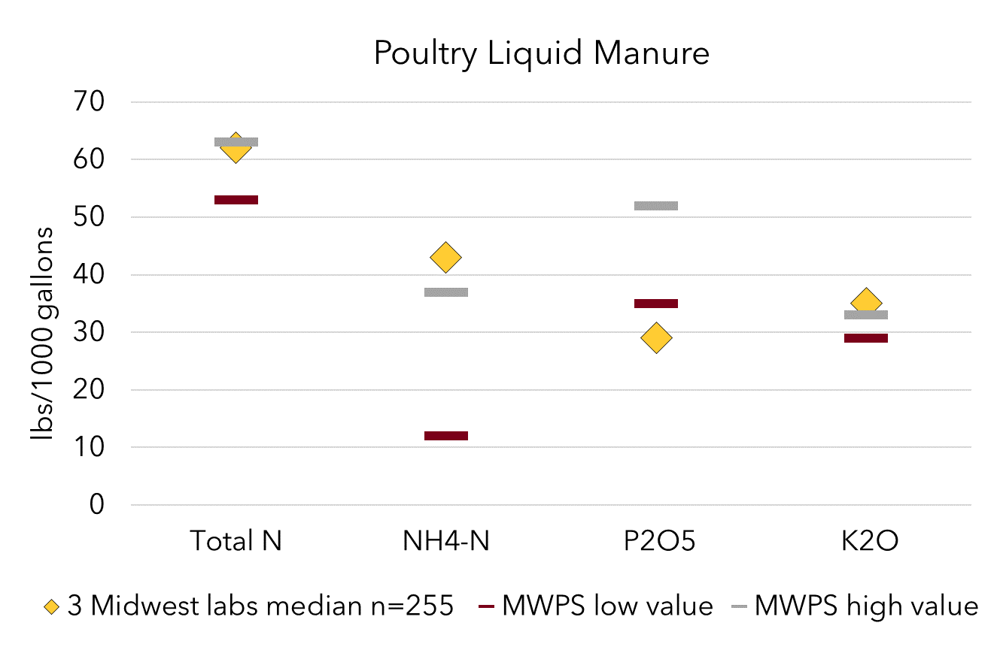 Poultry Liquid Manure
70
60
50
40
30
20
10
0
lbs/1000 gallons
Total N
NH4-N
P2O5
K2O
3 Midwest labs median n=255
MWPS low value
MWPS high value